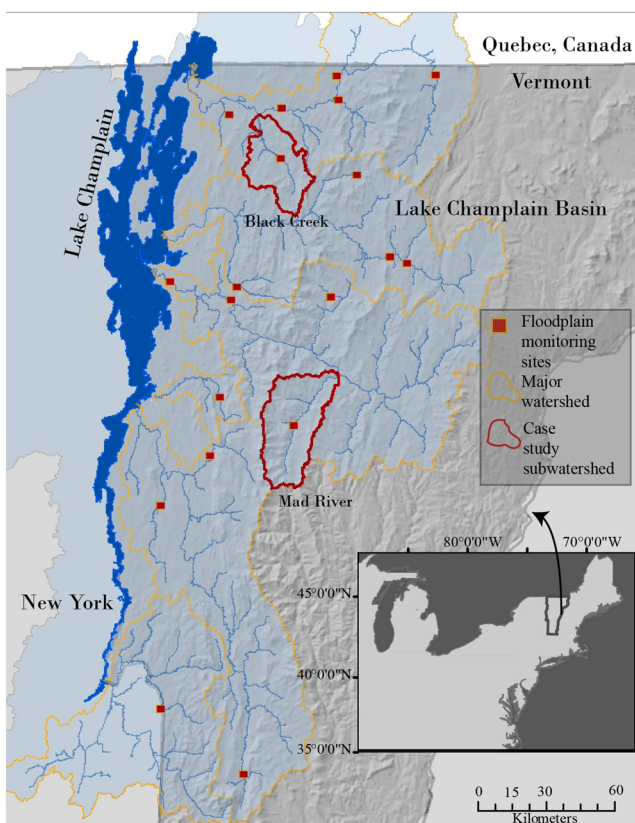 Quebec, Canada
Vermont
Lake Champlain
Black Creek
Lake Champlain Basin
Floodplain
monitoring
sites
Major
watershed
Case
study
subwatershed
Mad River
New York
80°0'0"W 70°0'0"W
45°0'0"N
40°0'0"N
35°0'0"N
0 15 30 60
Kilometers